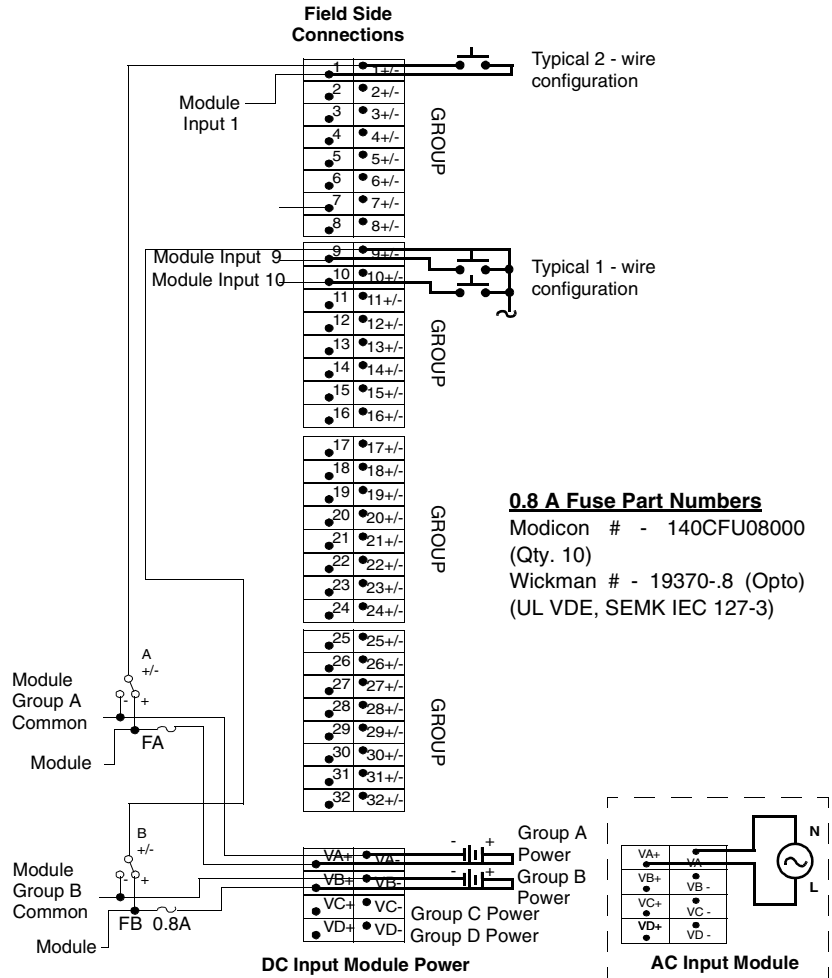 Field Side
Connections
1 1+/-
2 2+/-
3 3+/-
4 4+/-
5 5+/-
6 6+/-
7 7+/-
8 8+/-
GROUP
Typical 2 - wire
configuration
Module
Input 1
9 9+/-
10 10+/-
11 11+/-
12 12+/-
13 13+/-
14 14+/-
15 15+/-
16 16+/-
GROUP
Module Input 9
Module Input 10
Typical 1 - wire
configuration
17 17+/-
18 18+/-
19 19+/-
20 20+/-
21 21+/-
22 22+/-
23 23+/-
24 24+/-
GROUP
0.8 A Fuse Part Numbers
Modicon # - 140CFU08000
(Qty. 10)
Wickman # - 19370-.8 (Opto)
(UL VDE, SEMK IEC 127-3)
25 25+/-
26 26+/-
27 27+/-
28 28+/-
29 29+/-
30 30+/-
31 31+/-
32 32+/-
GROUP
A
+/-
- +
Module
Group A
Common
FA
Module
B
+/-
- +
Module
Group B
Common
FB 0.8A
Module
VA+ VA-
VB+ VB-
VC+ VC-
VD+ VD-
- +
Group A
Power
- +
Group B
Power
Group C Power
Group D Power
DC Input Module Power
VA+ VA
VB+ VB -
VC+ VC -
VD+ VD -
N
L
AC Input Module